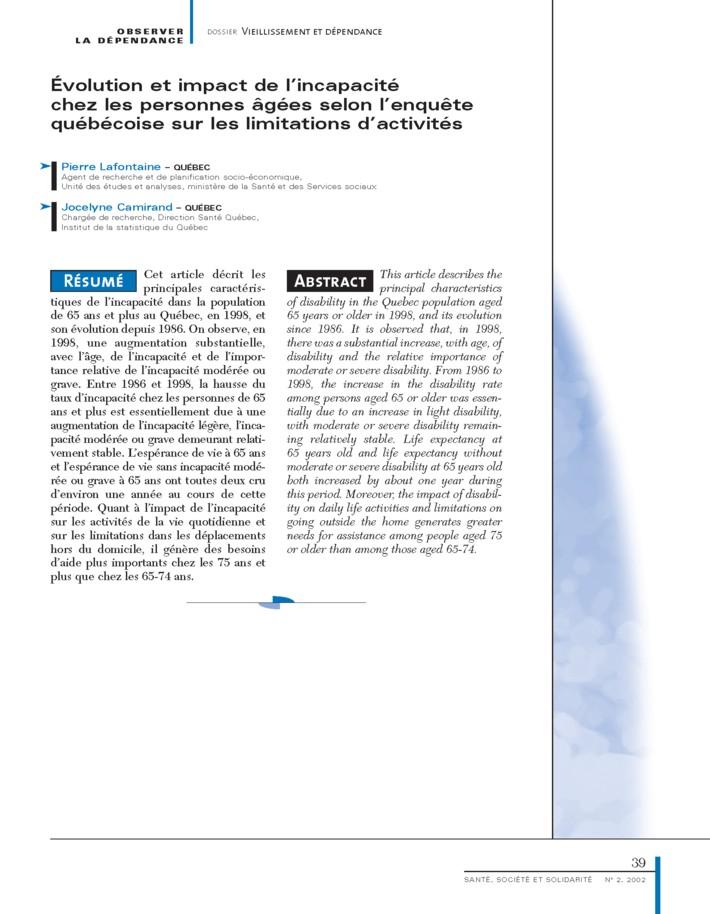 OBSERVER
LA DÉPENDANCE
DOSSIER VIEILLISSEMENT ET DÉPENDANCE
Évolution et impact de l'incapacité
chez les personnes âgées selon l'enquête
québécoise sur les limitations d'activités
Pierre Lafontaine – QUÉBEC
Agent de recherche et de planification socio-économique,
Unité des études et analyses, ministère de la Santé et des Services sociaux
Jocelyne Camirand – QUÉBEC
Chargée de recherche, Direction Santé Québec,
Institut de la statistique du Québec
RÉSUMÉ
Cet article décrit les
principales caractéris-
tiques de l'incapacité dans la population
de 65 ans et plus au Québec, en 1998, et
son évolution depuis 1986. On observe, en
1998, une augmentation substantielle,
avec l'âge, de l'incapacité et de l'impor-
tance relative de l'incapacité modérée ou
grave. Entre 1986 et 1998, la hausse du
taux d'incapacité chez les personnes de 65
ans et plus est essentiellement due à une
augmentation de l'incapacité légère, l'inca-
pacité modérée ou grave demeurant relati-
vement stable. L'espérance de vie à 65 ans
et l'espérance de vie sans incapacité modé-
rée ou grave à 65 ans ont toutes deux cru
d'environ une année au cours de cette
période. Quant à l'impact de l'incapacité
sur les activités de la vie quotidienne et
sur les limitations dans les déplacements
hors du domicile, il génère des besoins
d'aide plus importants chez les 75 ans et
plus que chez les 65-74 ans.
ABSTRACT
This article describes the
principal characteristics
of disability in the Quebec population aged
65 years or older in 1998, and its evolution
since 1986. It is observed that, in 1998,
there was a substantial increase, with age, of
disability and the relative importance of
moderate or severe disability. From 1986 to
1998, the increase in the disability rate
among persons aged 65 or older was essen-
tially due to an increase in light disability,
with moderate or severe disability remain-
ing relatively stable. Life expectancy at
65 years old and life expectancy without
moderate or severe disability at 65 years old
both increased by about one year during
this period. Moreover, the impact of disabil-
ity on daily life activities and limitations on
going outside the home generates greater
needs for assistance among people aged 75
or older than among those aged 65-74.
39
SANTÉ, SOCIÉTÉ ET SOLIDARITÉ N° 2, 2002